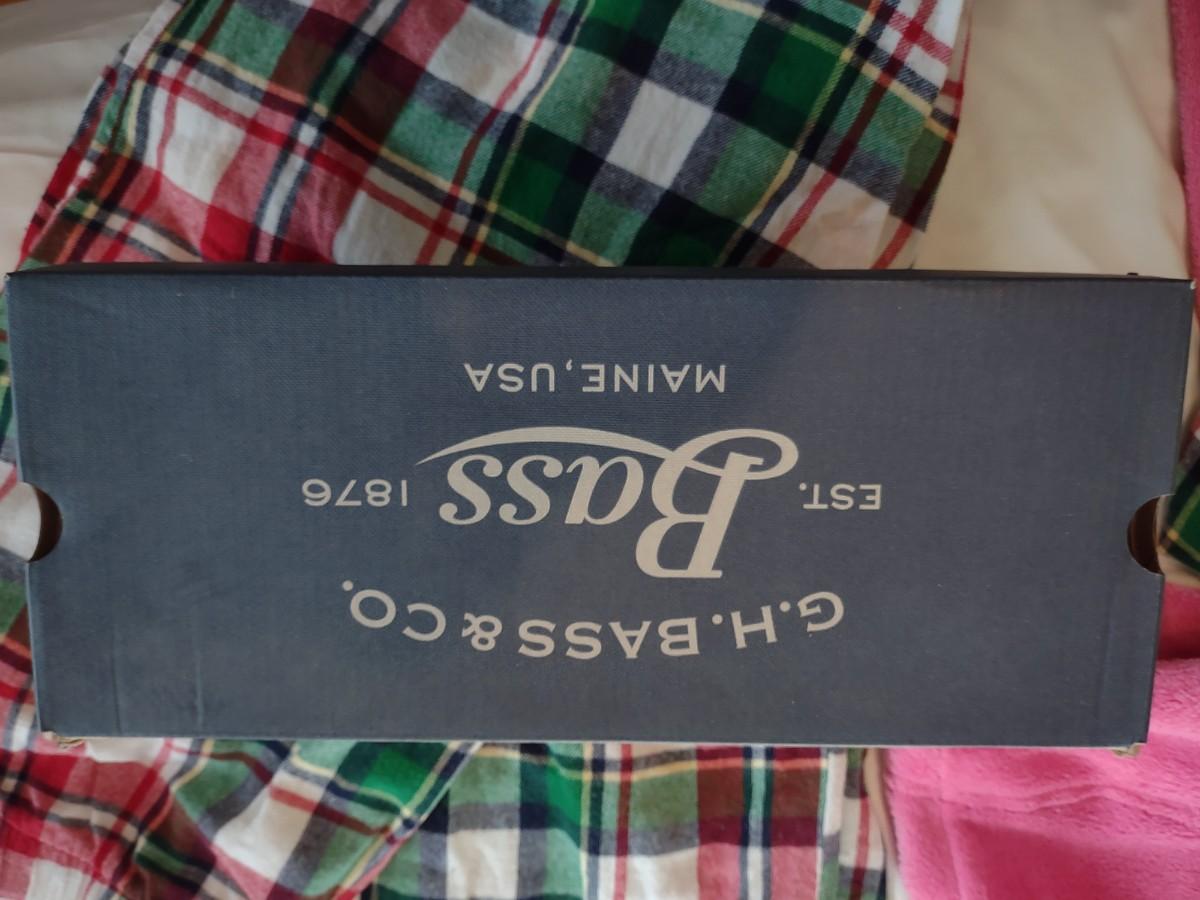 G.H. BASS & CO.
EST. Bass 1876
MAINE, USA